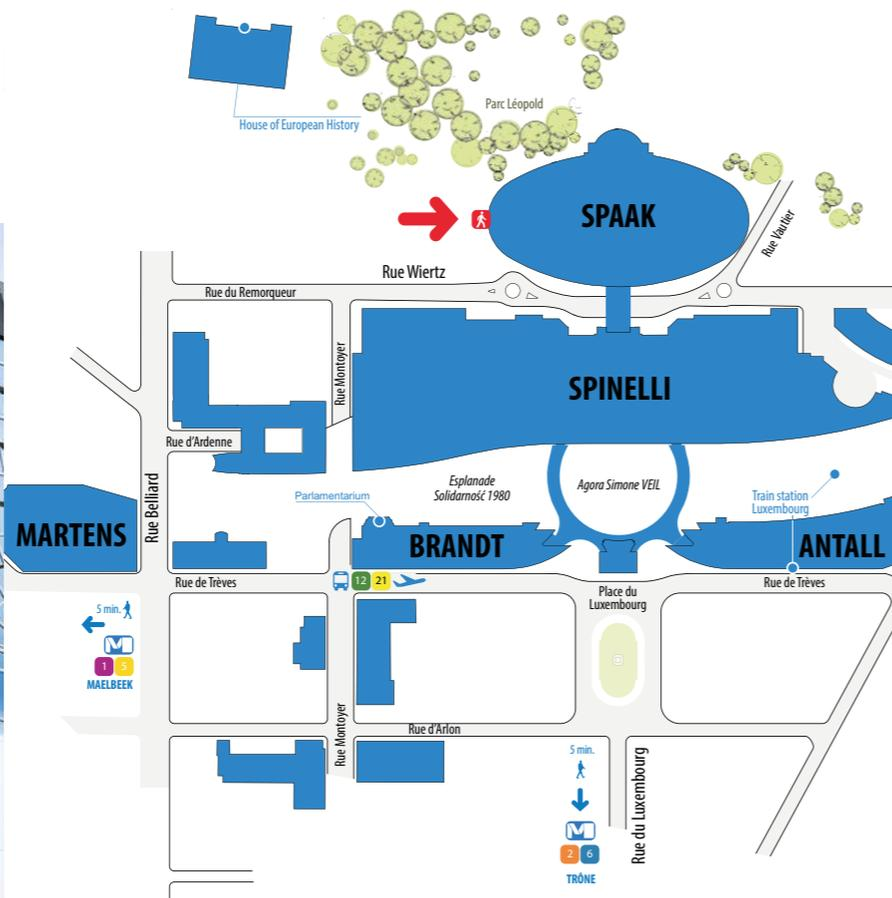 House of European History
Parc Léopold
SPAAK
Rue Vautier
Rue Wiertz
Rue du Remorqueur
Rue Montoyer
SPINELLI
Rue d'Ardenne
Rue Belliard
Esplanade
Solidarność 1980
Agora Simone VEIL
Parlamentarium
Train station
Luxembourg
MARTENS
BRANDT
ANTALL
Rue de Trèves
12 21
Place du
Luxembourg
Rue de Trèves
5 min.
M
1 5
MAELBEEK
Rue Montoyer
Rue d'Arlon
5 min.
M
2 6
TRÔNE
Rue du Luxembourg